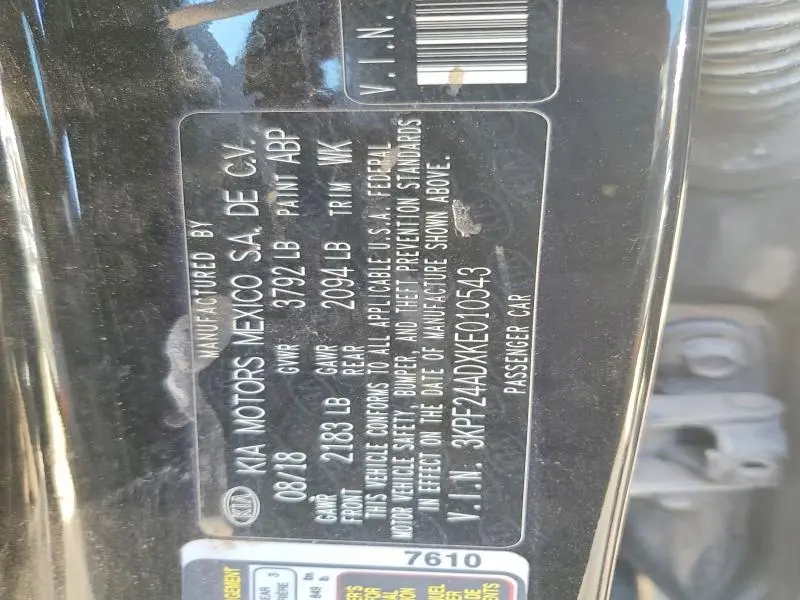 V.I.N.
MANUFACTURED BY
KIA KIA MOTORS MEXICO S.A. DE C.V.
08/18 GVWR 3792 LB PAINT ABP
GAWR FRONT 2183 LB GAWR REAR 2094 LB TRIM WK
THIS VEHICLE CONFORMS TO ALL APPLICABLE U.S.A. FEDERAL
MOTOR VEHICLE SAFETY, BUMPER, AND THEFT PREVENTION STANDARDS
IN EFFECT ON THE DATE OF MANUFACTURE SHOWN ABOVE.
V.I.N. 3KPF24ADXKE010543
PASSENGER CAR
7610